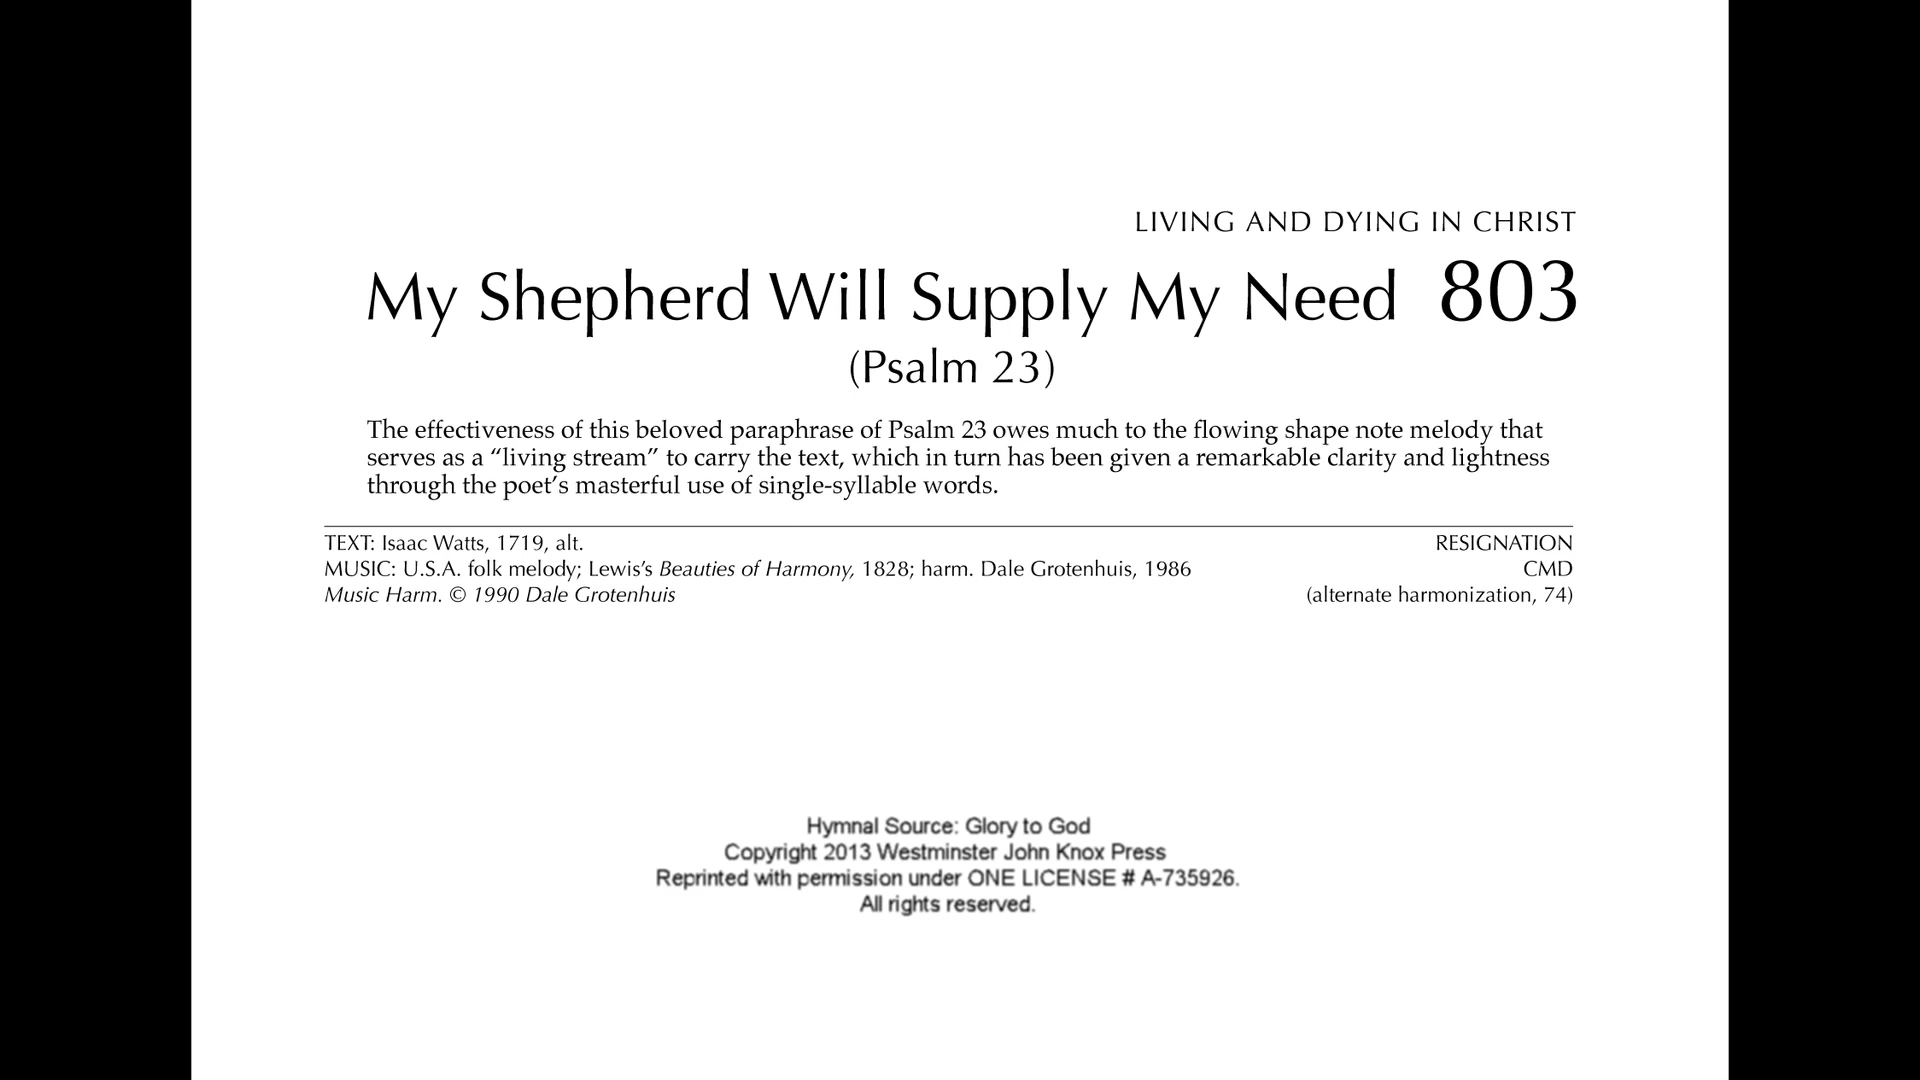 LIVING AND DYING IN CHRIST
My Shepherd Will Supply My Need 803
(Psalm 23)
The effectiveness of this beloved paraphrase of Psalm 23 owes much to the flowing shape note melody that
serves as a “living stream” to carry the text, which in turn has been given a remarkable clarity and lightness
through the poet’s masterful use of single-syllable words.
TEXT: Isaac Watts, 1719, alt. RESIGNATION
MUSIC: U.S.A. folk melody; Lewis’s Beauties of Harmony, 1828; harm. Dale Grotenhuis, 1986 CMD
Music Harm. © 1990 Dale Grotenhuis (alternate harmonization, 74)
Hymnal Source: Glory to God
Copyright 2013 Westminster John Knox Press
Reprinted with permission under ONE LICENSE # A-735926.
All rights reserved.